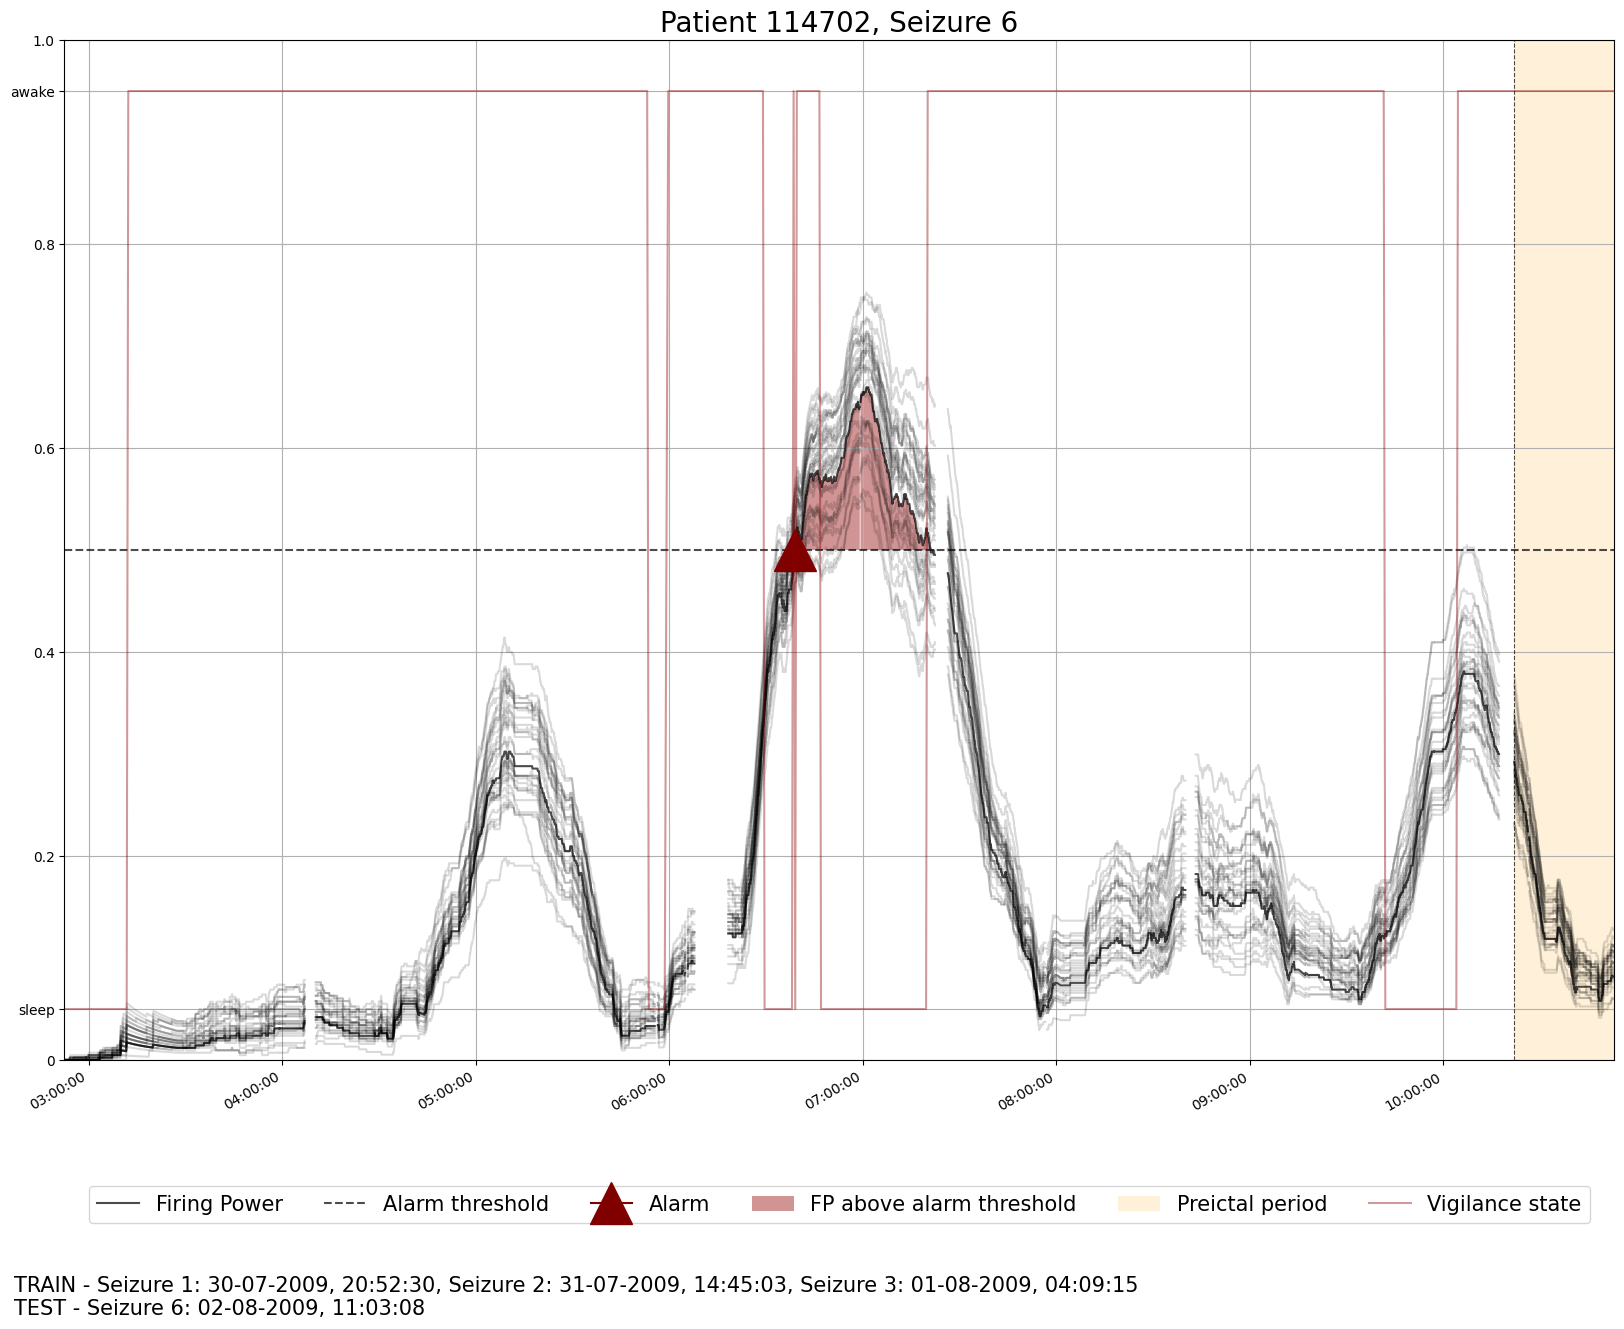 Patient 114702, Seizure 6
1.0
awake
0.8
0.6
0.4
0.2
sleep
0
03:00:00
04:00:00
05:00:00
06:00:00
07:00:00
08:00:00
09:00:00
10:00:00
Firing Power
Alarm threshold
Alarm
FP above alarm threshold
Preictal period
Vigilance state
TRAIN - Seizure 1: 30-07-2009, 20:52:30, Seizure 2: 31-07-2009, 14:45:03, Seizure 3: 01-08-2009, 04:09:15
TEST - Seizure 6: 02-08-2009, 11:03:08